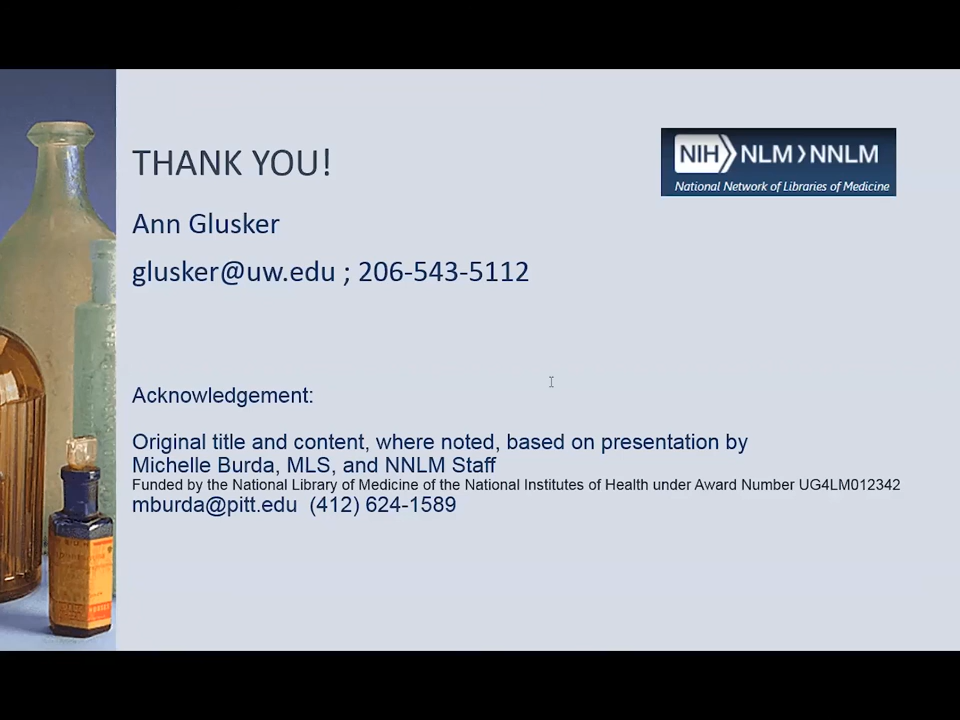 THANK YOU!
NIH NLM NNLM
National Network of Libraries of Medicine
Ann Glusker
glusker@uw.edu ; 206-543-5112
Acknowledgement:
Original title and content, where noted, based on presentation by
Michelle Burda, MLS, and NNLM Staff
Funded by the National Library of Medicine of the National Institutes of Health under Award Number UG4LM012342
mburda@pitt.edu  (412) 624-1589